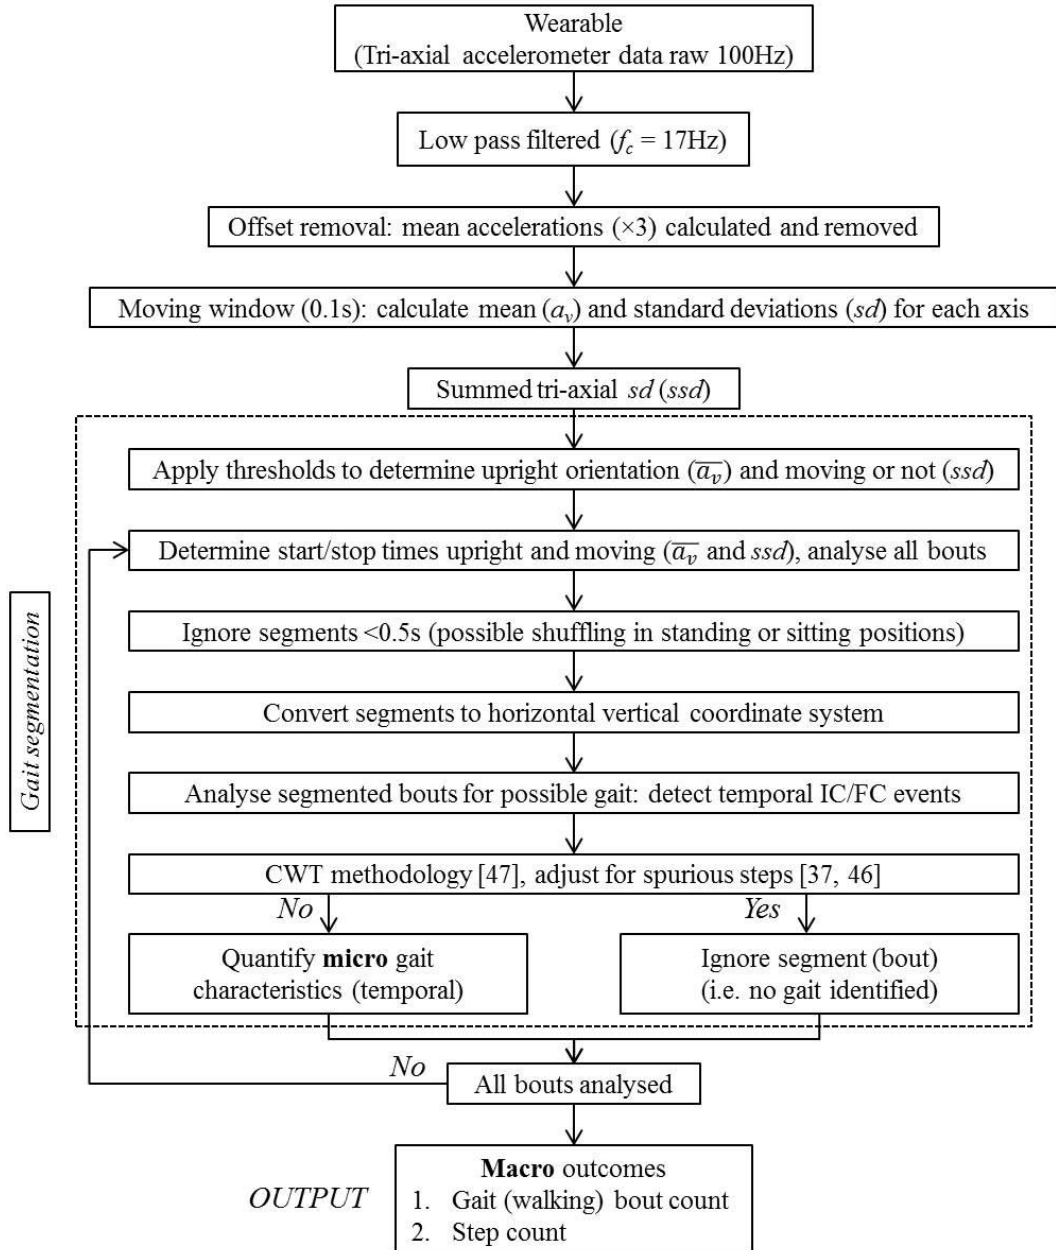 Wearable
(Tri-axial accelerometer data raw 100Hz)
Low pass filtered (f_c = 17Hz)
Offset removal: mean accelerations (×3) calculated and removed
Moving window (0.1s): calculate mean (a_v) and standard deviations (sd) for each axis
Summed tri-axial sd (ssd)
Apply thresholds to determine upright orientation (a̅_v̅) and moving or not (ssd)
Determine start/stop times upright and moving (a̅_v̅ and ssd), analyse all bouts
Ignore segments <0.5s (possible shuffling in standing or sitting positions)
Gait segmentation
Convert segments to horizontal vertical coordinate system
Analyse segmented bouts for possible gait: detect temporal IC/FC events
CWT methodology [47], adjust for spurious steps [37, 46]
No
Yes
Quantify micro gait
characteristics (temporal)
Ignore segment (bout)
(i.e. no gait identified)
No
All bouts analysed
OUTPUT
Macro outcomes
1. Gait (walking) bout count
2. Step count